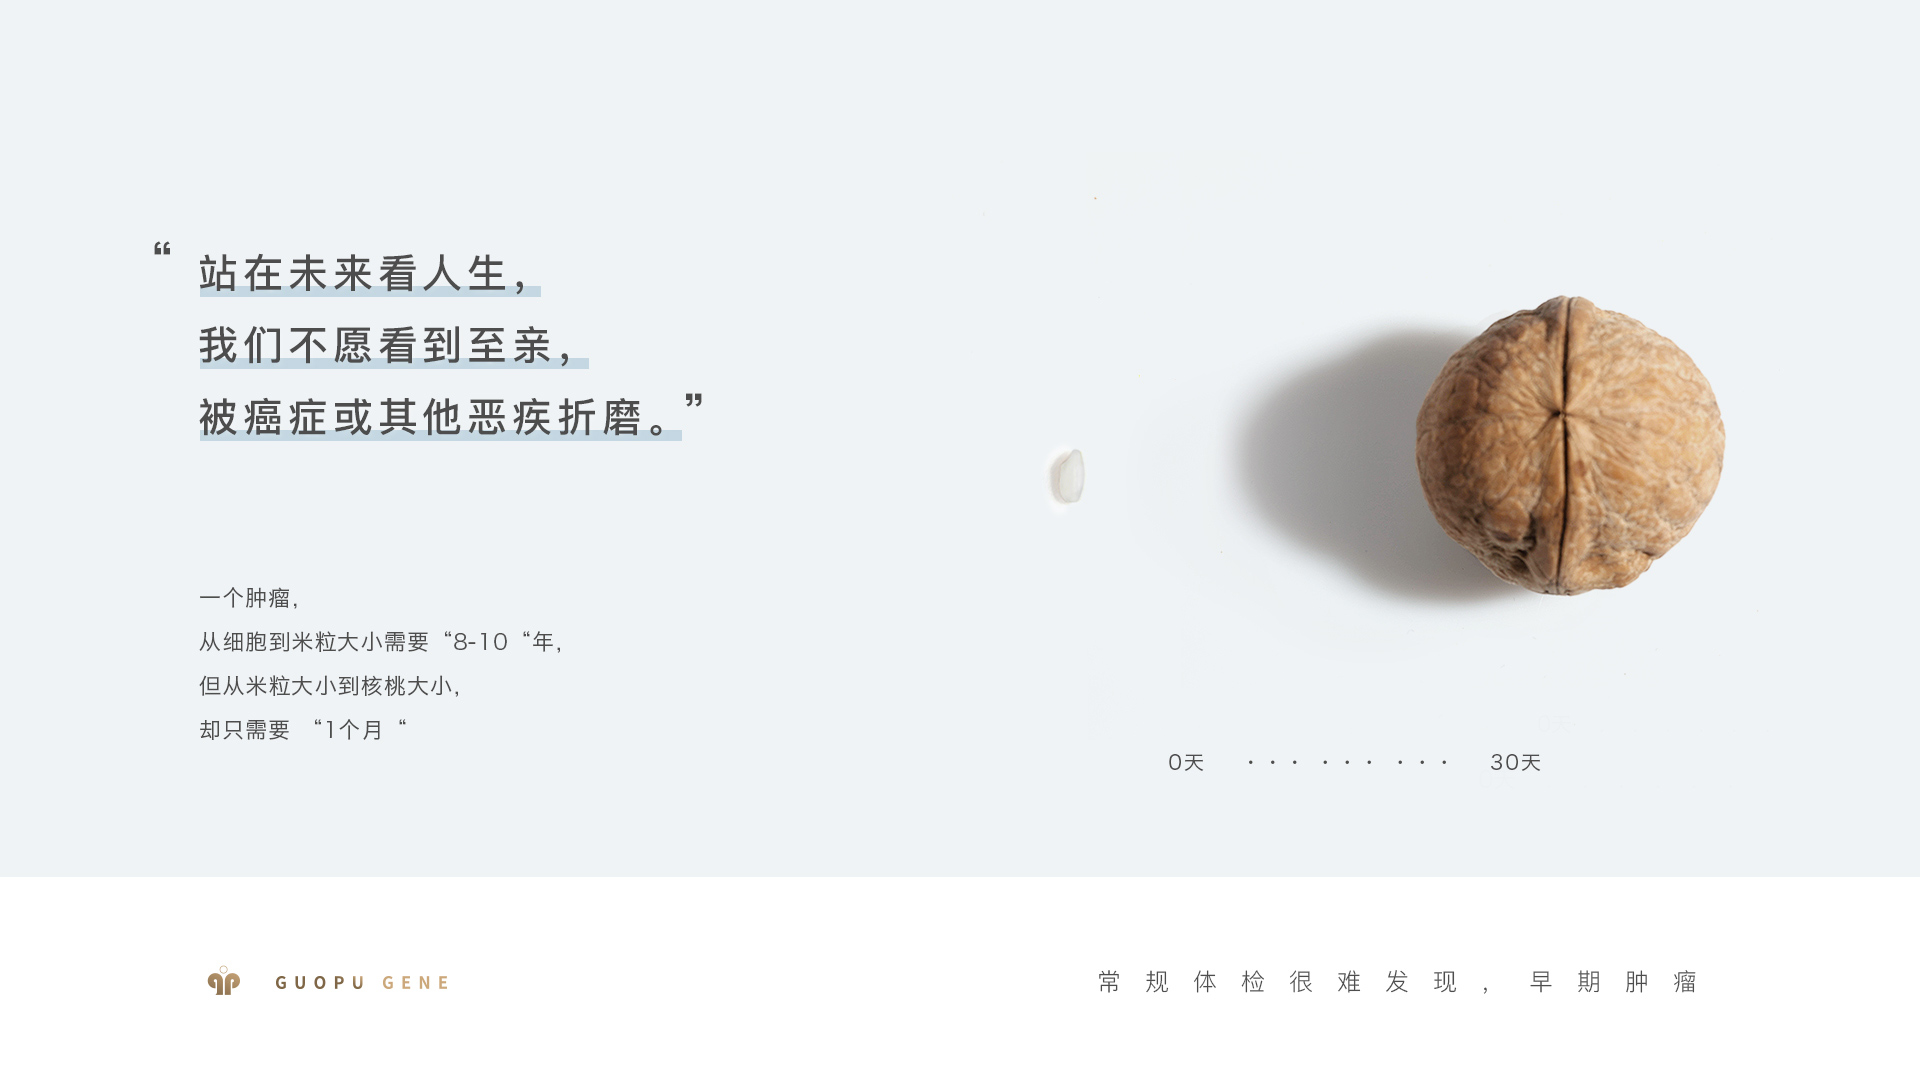 “ 站在未来看人生，
我们不愿看到至亲，
被癌症或其他恶疾折磨。”
一个肿瘤，
从细胞到米粒大小需要“8-10“年，
但从米粒大小到核桃大小，
却只需要 “1个月“
0天 · · · · · · · · · 30天
GUOPU GENE
常规体检很难发现，早期肿瘤